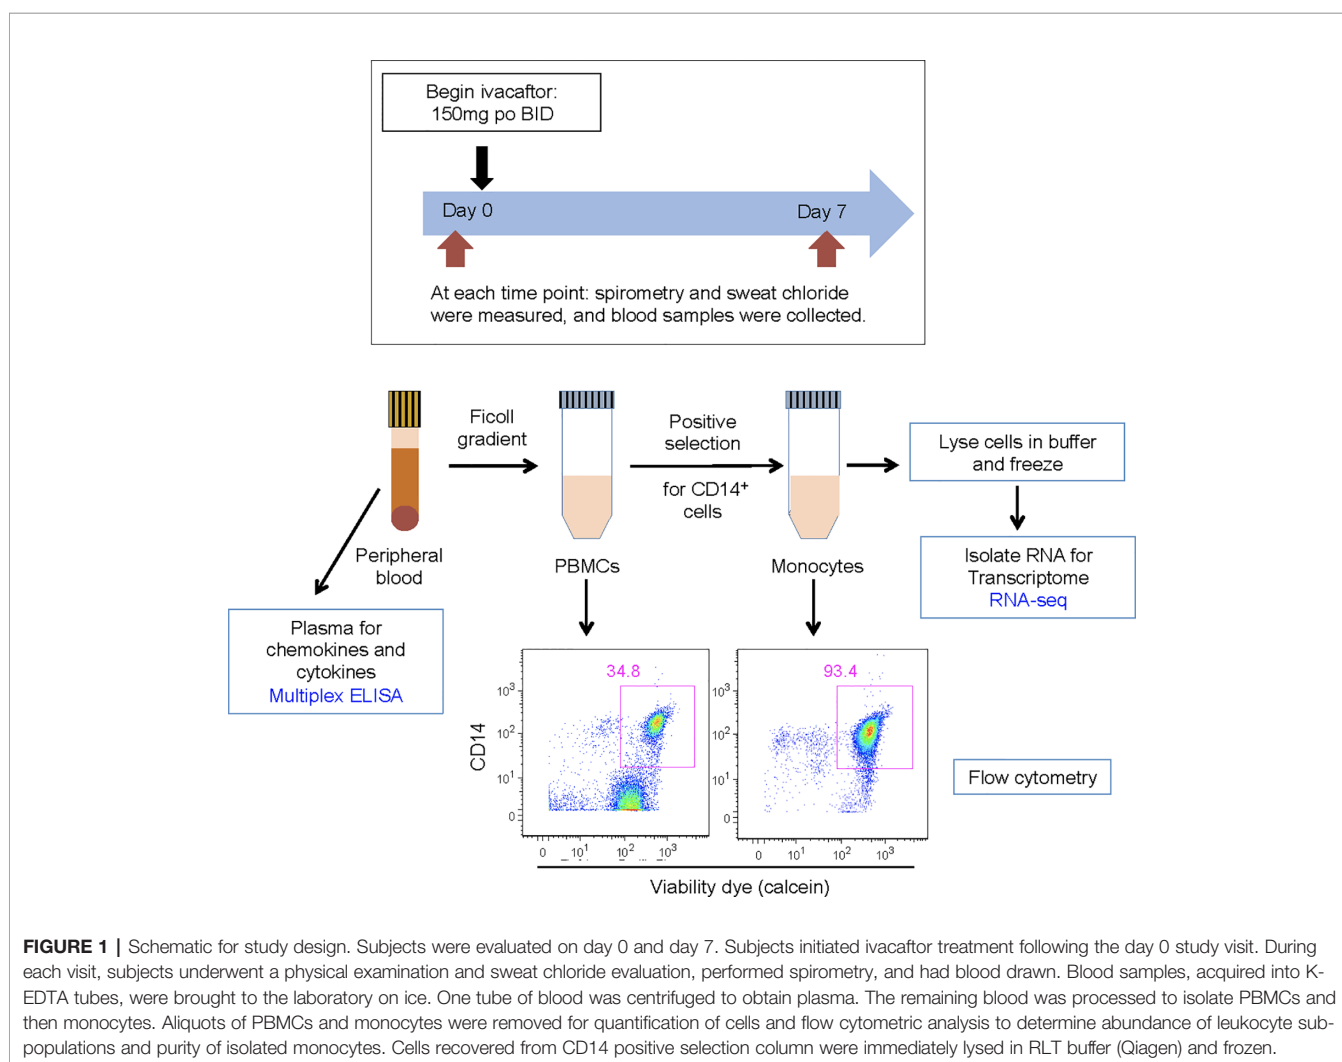 Begin ivacaftor:
150mg po BID
Day 0
Day 7
At each time point: spirometry and sweat chloride
were measured, and blood samples were collected.
Ficoll
gradient
Positive
selection
for CD14+
cells
Lyse cells in buffer
and freeze
Peripheral
blood
PBMCs
Monocytes
Isolate RNA for
Transcriptome
RNA-seq
Plasma for
chemokines and
cytokines
Multiplex ELISA
34.8
93.4
CD14
10³
10²
10¹
0
0
10¹
10²
10³
10³
10²
10¹
0
0
10¹
10²
10³
Flow cytometry
Viability dye (calcein)
FIGURE 1 | Schematic for study design. Subjects were evaluated on day 0 and day 7. Subjects initiated ivacaftor treatment following the day 0 study visit. During
each visit, subjects underwent a physical examination and sweat chloride evaluation, performed spirometry, and had blood drawn. Blood samples, acquired into K-
EDTA tubes, were brought to the laboratory on ice. One tube of blood was centrifuged to obtain plasma. The remaining blood was processed to isolate PBMCs and
then monocytes. Aliquots of PBMCs and monocytes were removed for quantification of cells and flow cytometric analysis to determine abundance of leukocyte sub-
populations and purity of isolated monocytes. Cells recovered from CD14 positive selection column were immediately lysed in RLT buffer (Qiagen) and frozen.